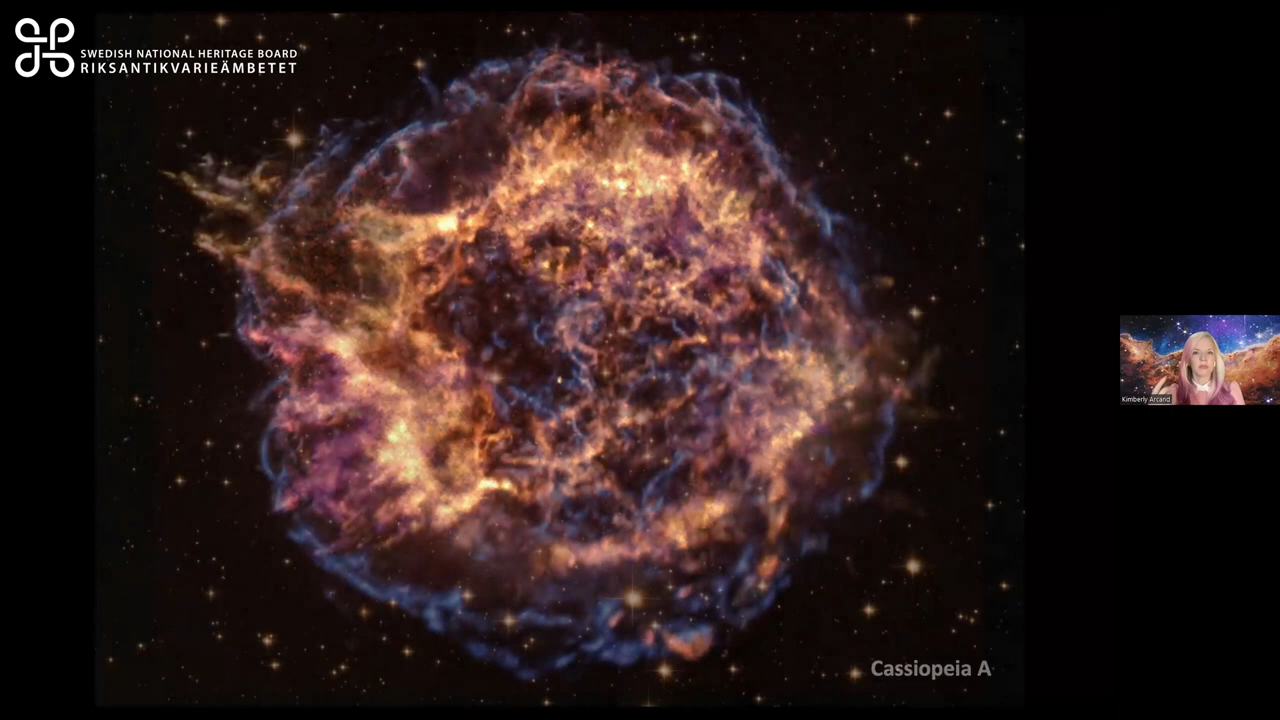 SWEDISH NATIONAL HERITAGE BOARD
RIKSANTIKVARIEÄMBETET
Kimberly Arcand
Cassiopeia A